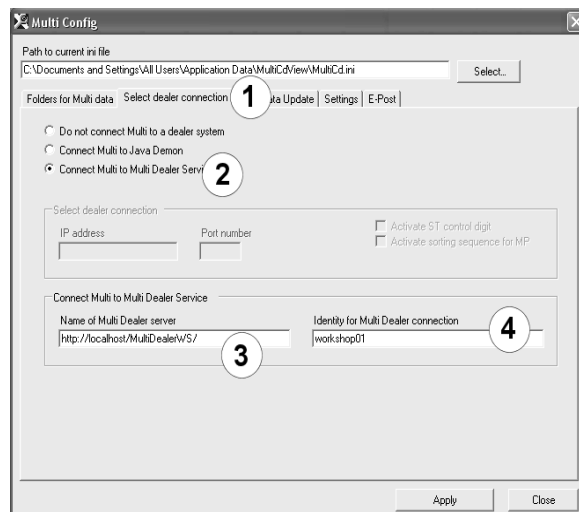 Multi Config
Path to current ini file
C:\Documents and Settings\All Users\Application Data\MultiCdView\MultiCd.ini
Select...
Folders for Multi data Select dealer connection 1 Update Settings E-Post
Do not connect Multi to a dealer system
Connect Multi to Java Demon
Connect Multi to Multi Dealer 2
Select dealer connection
IP address Port number
Activate ST control digit
Activate sorting sequence for MP
Connect Multi to Multi Dealer Service
Name of Multi Dealer server Identity for Multi Dealer connection 4
http://localhost/MultiDealerWS/ 3 workshop01
Apply Close